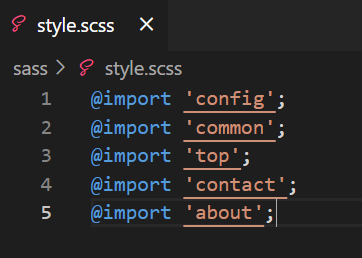 style.scss ×
sass > style.scss
1 @import 'config';
2 @import 'common';
3 @import 'top';
4 @import 'contact';
5 @import 'about';